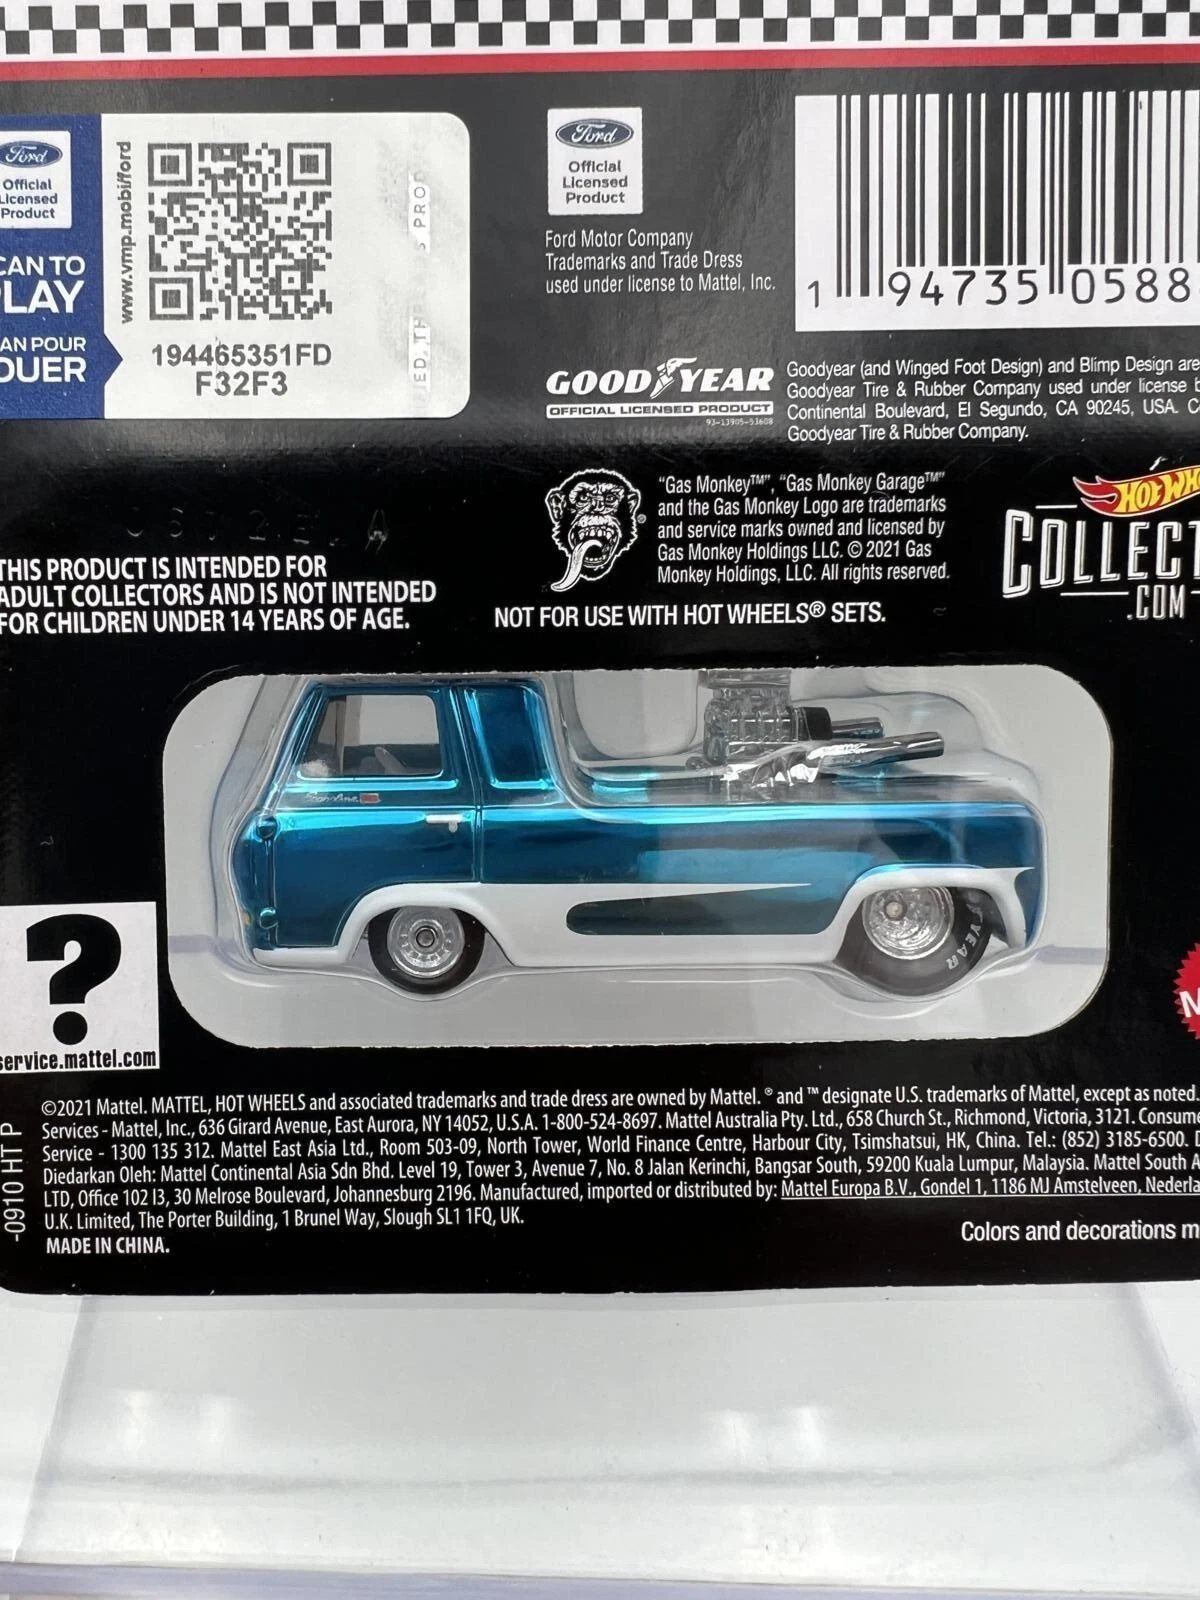 Ford
Official
Licensed
Product
CAN TO
PLAY
AN POUR
OUER
www.vmp.mobi/ford
194465351FD
F32F3
Ford
Official
Licensed
Product
Ford Motor Company
Trademarks and Trade Dress
used under license to Mattel, Inc.
1 94735 0588
GOODYEAR
OFFICIAL LICENSED PRODUCT
93-13905-53608
Goodyear (and Winged Foot Design) and Blimp Design are
Goodyear Tire & Rubber Company used under license b
Continental Boulevard, El Segundo, CA 90245, USA. C
Goodyear Tire & Rubber Company.
"Gas Monkey™", "Gas Monkey Garage™"
and the Gas Monkey Logo are trademarks
and service marks owned and licensed by
Gas Monkey Holdings LLC. © 2021 Gas
Monkey Holdings, LLC. All rights reserved.
HOT WHE
COLLECT
.COM
THIS PRODUCT IS INTENDED FOR
ADULT COLLECTORS AND IS NOT INTENDED
FOR CHILDREN UNDER 14 YEARS OF AGE.
NOT FOR USE WITH HOT WHEELS® SETS.
Econoline
YEAR
?
service.mattel.com
M
-0910 HTP
©2021 Mattel. MATTEL, HOT WHEELS and associated trademarks and trade dress are owned by Mattel. ® and ™ designate U.S. trademarks of Mattel, except as noted.
Services - Mattel, Inc., 636 Girard Avenue, East Aurora, NY 14052, U.S.A. 1-800-524-8697. Mattel Australia Pty. Ltd., 658 Church St., Richmond, Victoria, 3121. Consum
Service - 1300 135 312. Mattel East Asia Ltd., Room 503-09, North Tower, World Finance Centre, Harbour City, Tsimshatsui, HK, China. Tel.: (852) 3185-6500.
Diedarkan Oleh: Mattel Continental Asia Sdn Bhd. Level 19, Tower 3, Avenue 7, No. 8 Jalan Kerinchi, Bangsar South, 59200 Kuala Lumpur, Malaysia. Mattel South A
LTD, Office 102 I3, 30 Melrose Boulevard, Johannesburg 2196. Manufactured, imported or distributed by: Mattel Europa B.V., Gondel 1, 1186 MJ Amstelveen, Nederla
U.K. Limited, The Porter Building, 1 Brunel Way, Slough SL1 1FQ, UK.
MADE IN CHINA.
Colors and decorations m